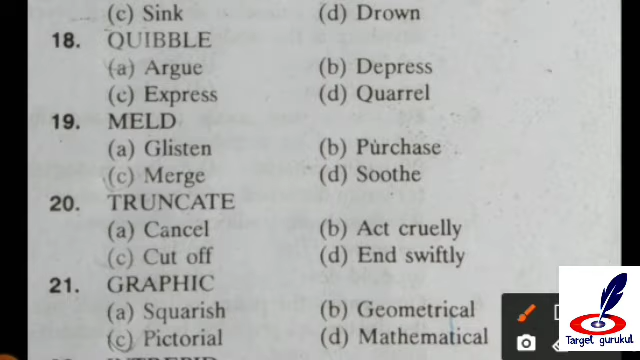 (c) Sink (d) Drown
18. QUIBBLE
(a) Argue (b) Depress
(c) Express (d) Quarrel
19. MELD
(a) Glisten (b) Purchase
(c) Merge (d) Soothe
20. TRUNCATE
(a) Cancel (b) Act cruelly
(c) Cut off (d) End swiftly
21. GRAPHIC
(a) Squarish (b) Geometrical
(c) Pictorial (d) Mathematical
INTREPID
Target gurukul